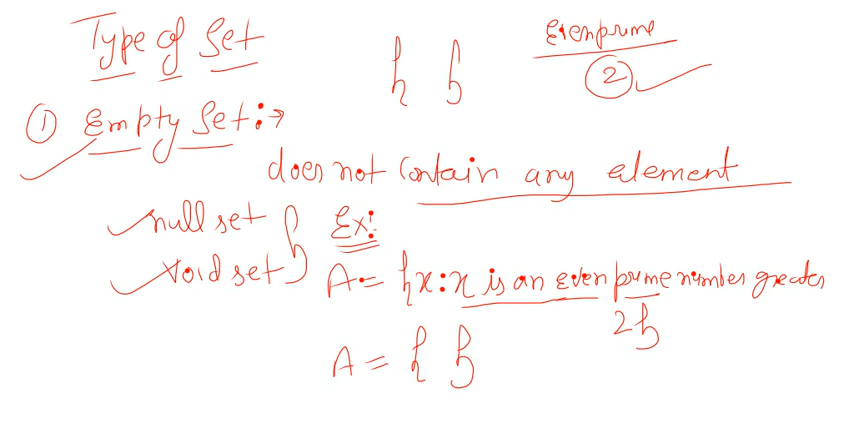 Type of Set
{ }
Even prime
2
① Empty Set :→
does not contain any element
null set
void set
Ex:
A = {x : x is an even prime number greater
2}
A = { }